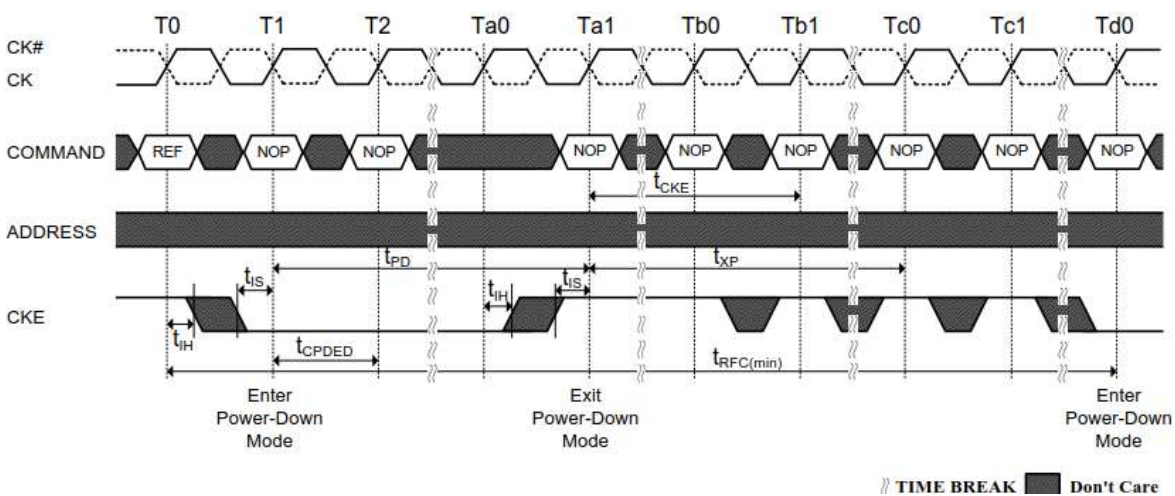 T0 T1 T2 Ta0 Ta1 Tb0 Tb1 Tc0 Tc1 Td0
CK#
CK
COMMAND REF NOP NOP NOP NOP NOP NOP NOP NOP
tCKE
ADDRESS
tPD tXP
tIS tIH tIS
CKE
tIH tCPDED tRFC(min)
Enter Exit Enter
Power-Down Power-Down Power-Down
Mode Mode Mode
TIME BREAK Don't Care